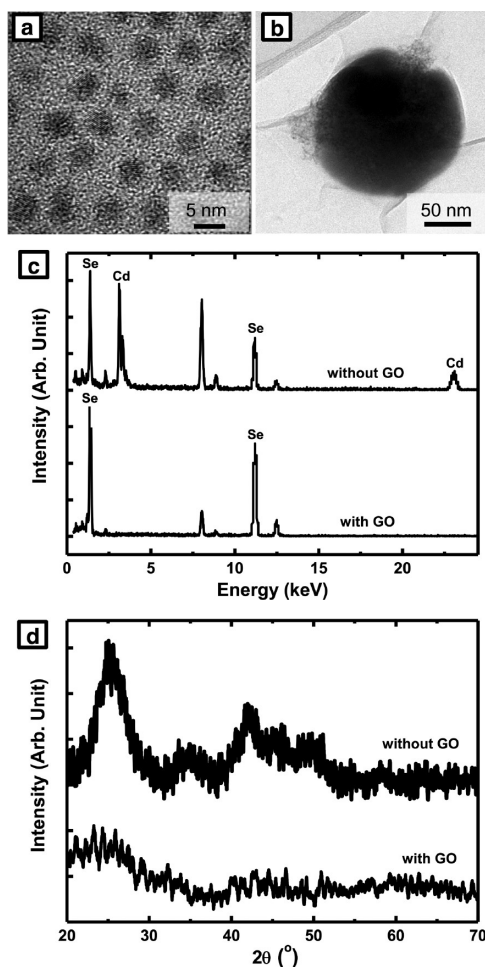 a
b
5 nm
50 nm
c
Intensity (Arb. Unit)
Se
Cd
Se
without GO
Cd
Se
Se
with GO
0 5 10 15 20
Energy (keV)
d
Intensity (Arb. Unit)
without GO
with GO
20 30 40 50 60 70
2θ (°)